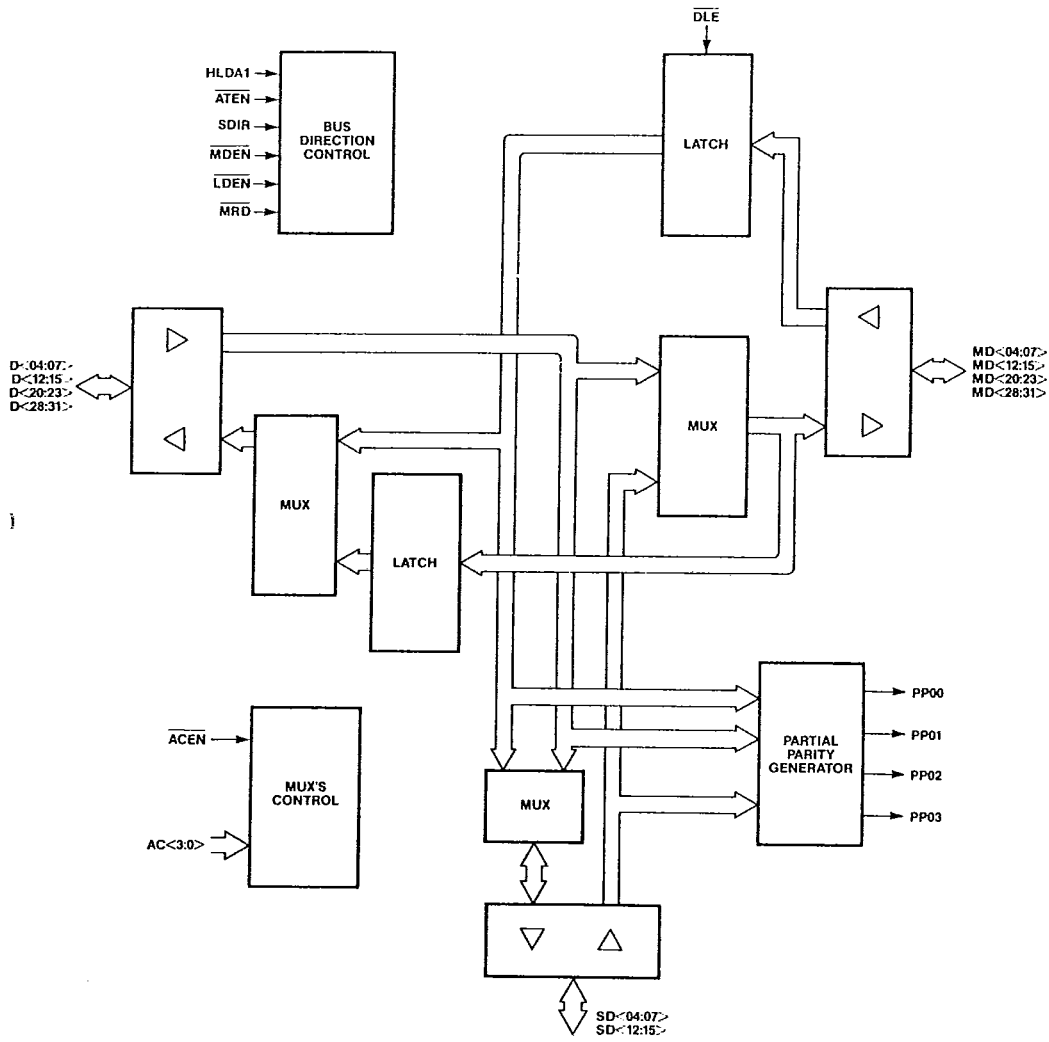 DLE
HLDA1
ATEN
SDIR
MDEN
LDEN
MRD
BUS
DIRECTION
CONTROL
LATCH
D<04:07>
D<12:15>
D<20:23>
D<28:31>
MUX
MD<04:07>
MD<12:15>
MD<20:23>
MD<28:31>
MUX
LATCH
ACEN
AC<3:0>
MUX'S
CONTROL
MUX
PARTIAL
PARITY
GENERATOR
PP00
PP01
PP02
PP03
SD<04:07>
SD<12:15>